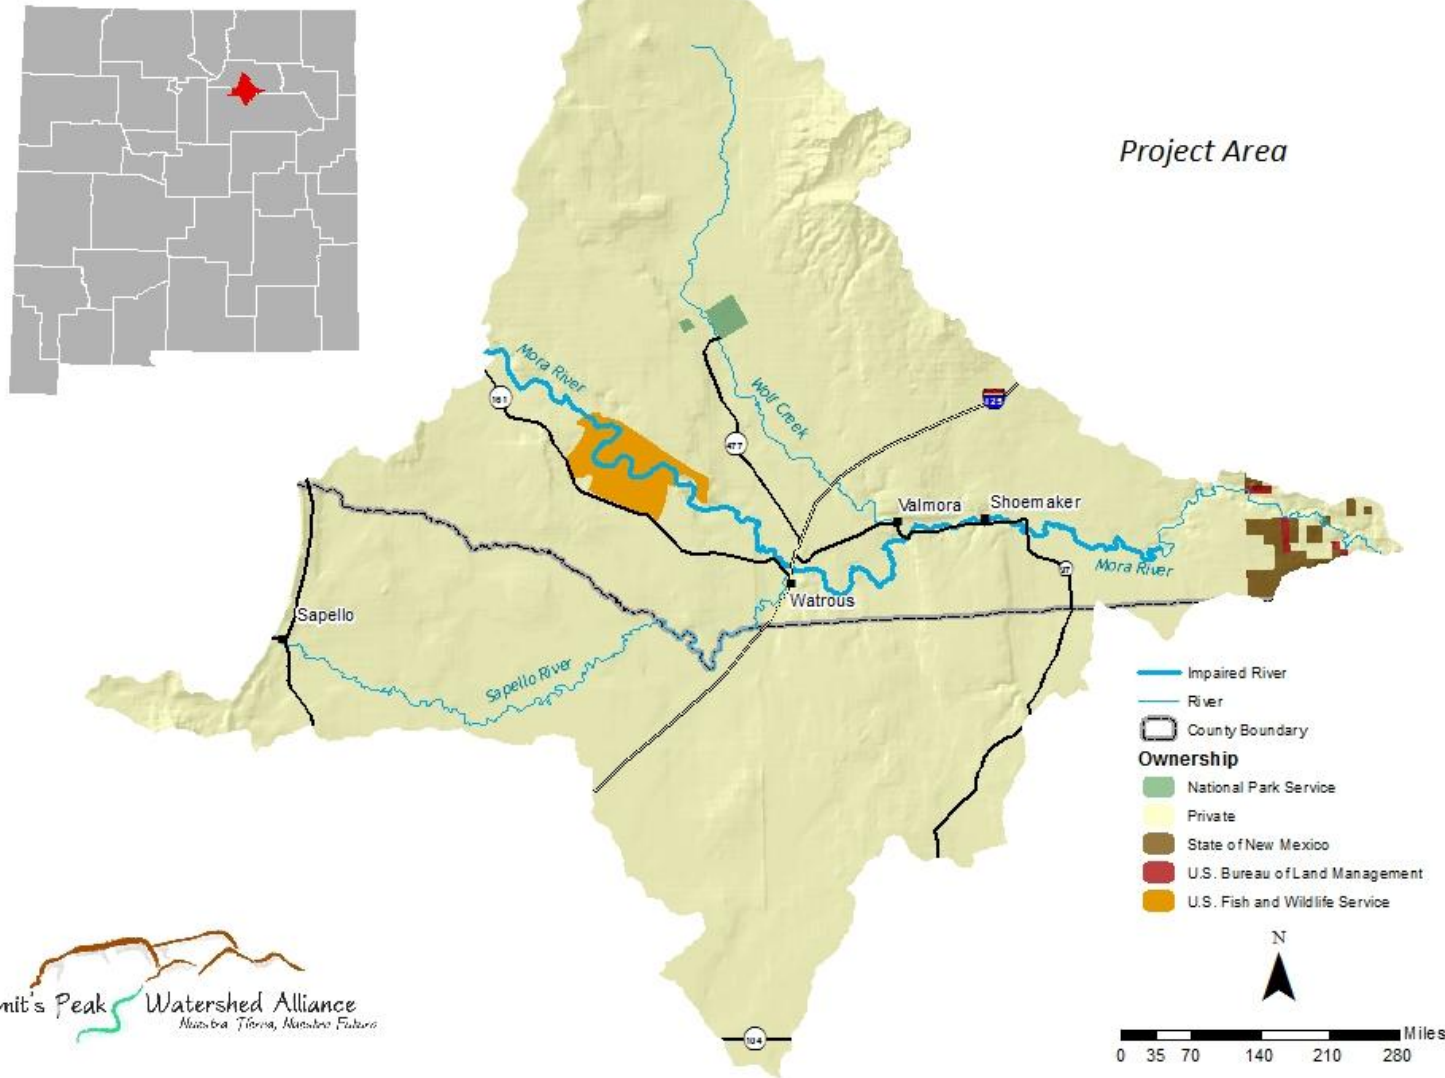 Project Area
Mora River
161
Wolf Creek
I-25
477
Valmora
Shoemaker
97
Mora River
Watrous
Sapello
Sapello River
Impaired River
River
County Boundary
Ownership
National Park Service
Private
State of New Mexico
U.S. Bureau of Land Management
U.S. Fish and Wildlife Service
N
Miles
0 35 70 140 210 280
104
mit's Peak Watershed Alliance
Nuestra Tierra, Nuestro Futuro